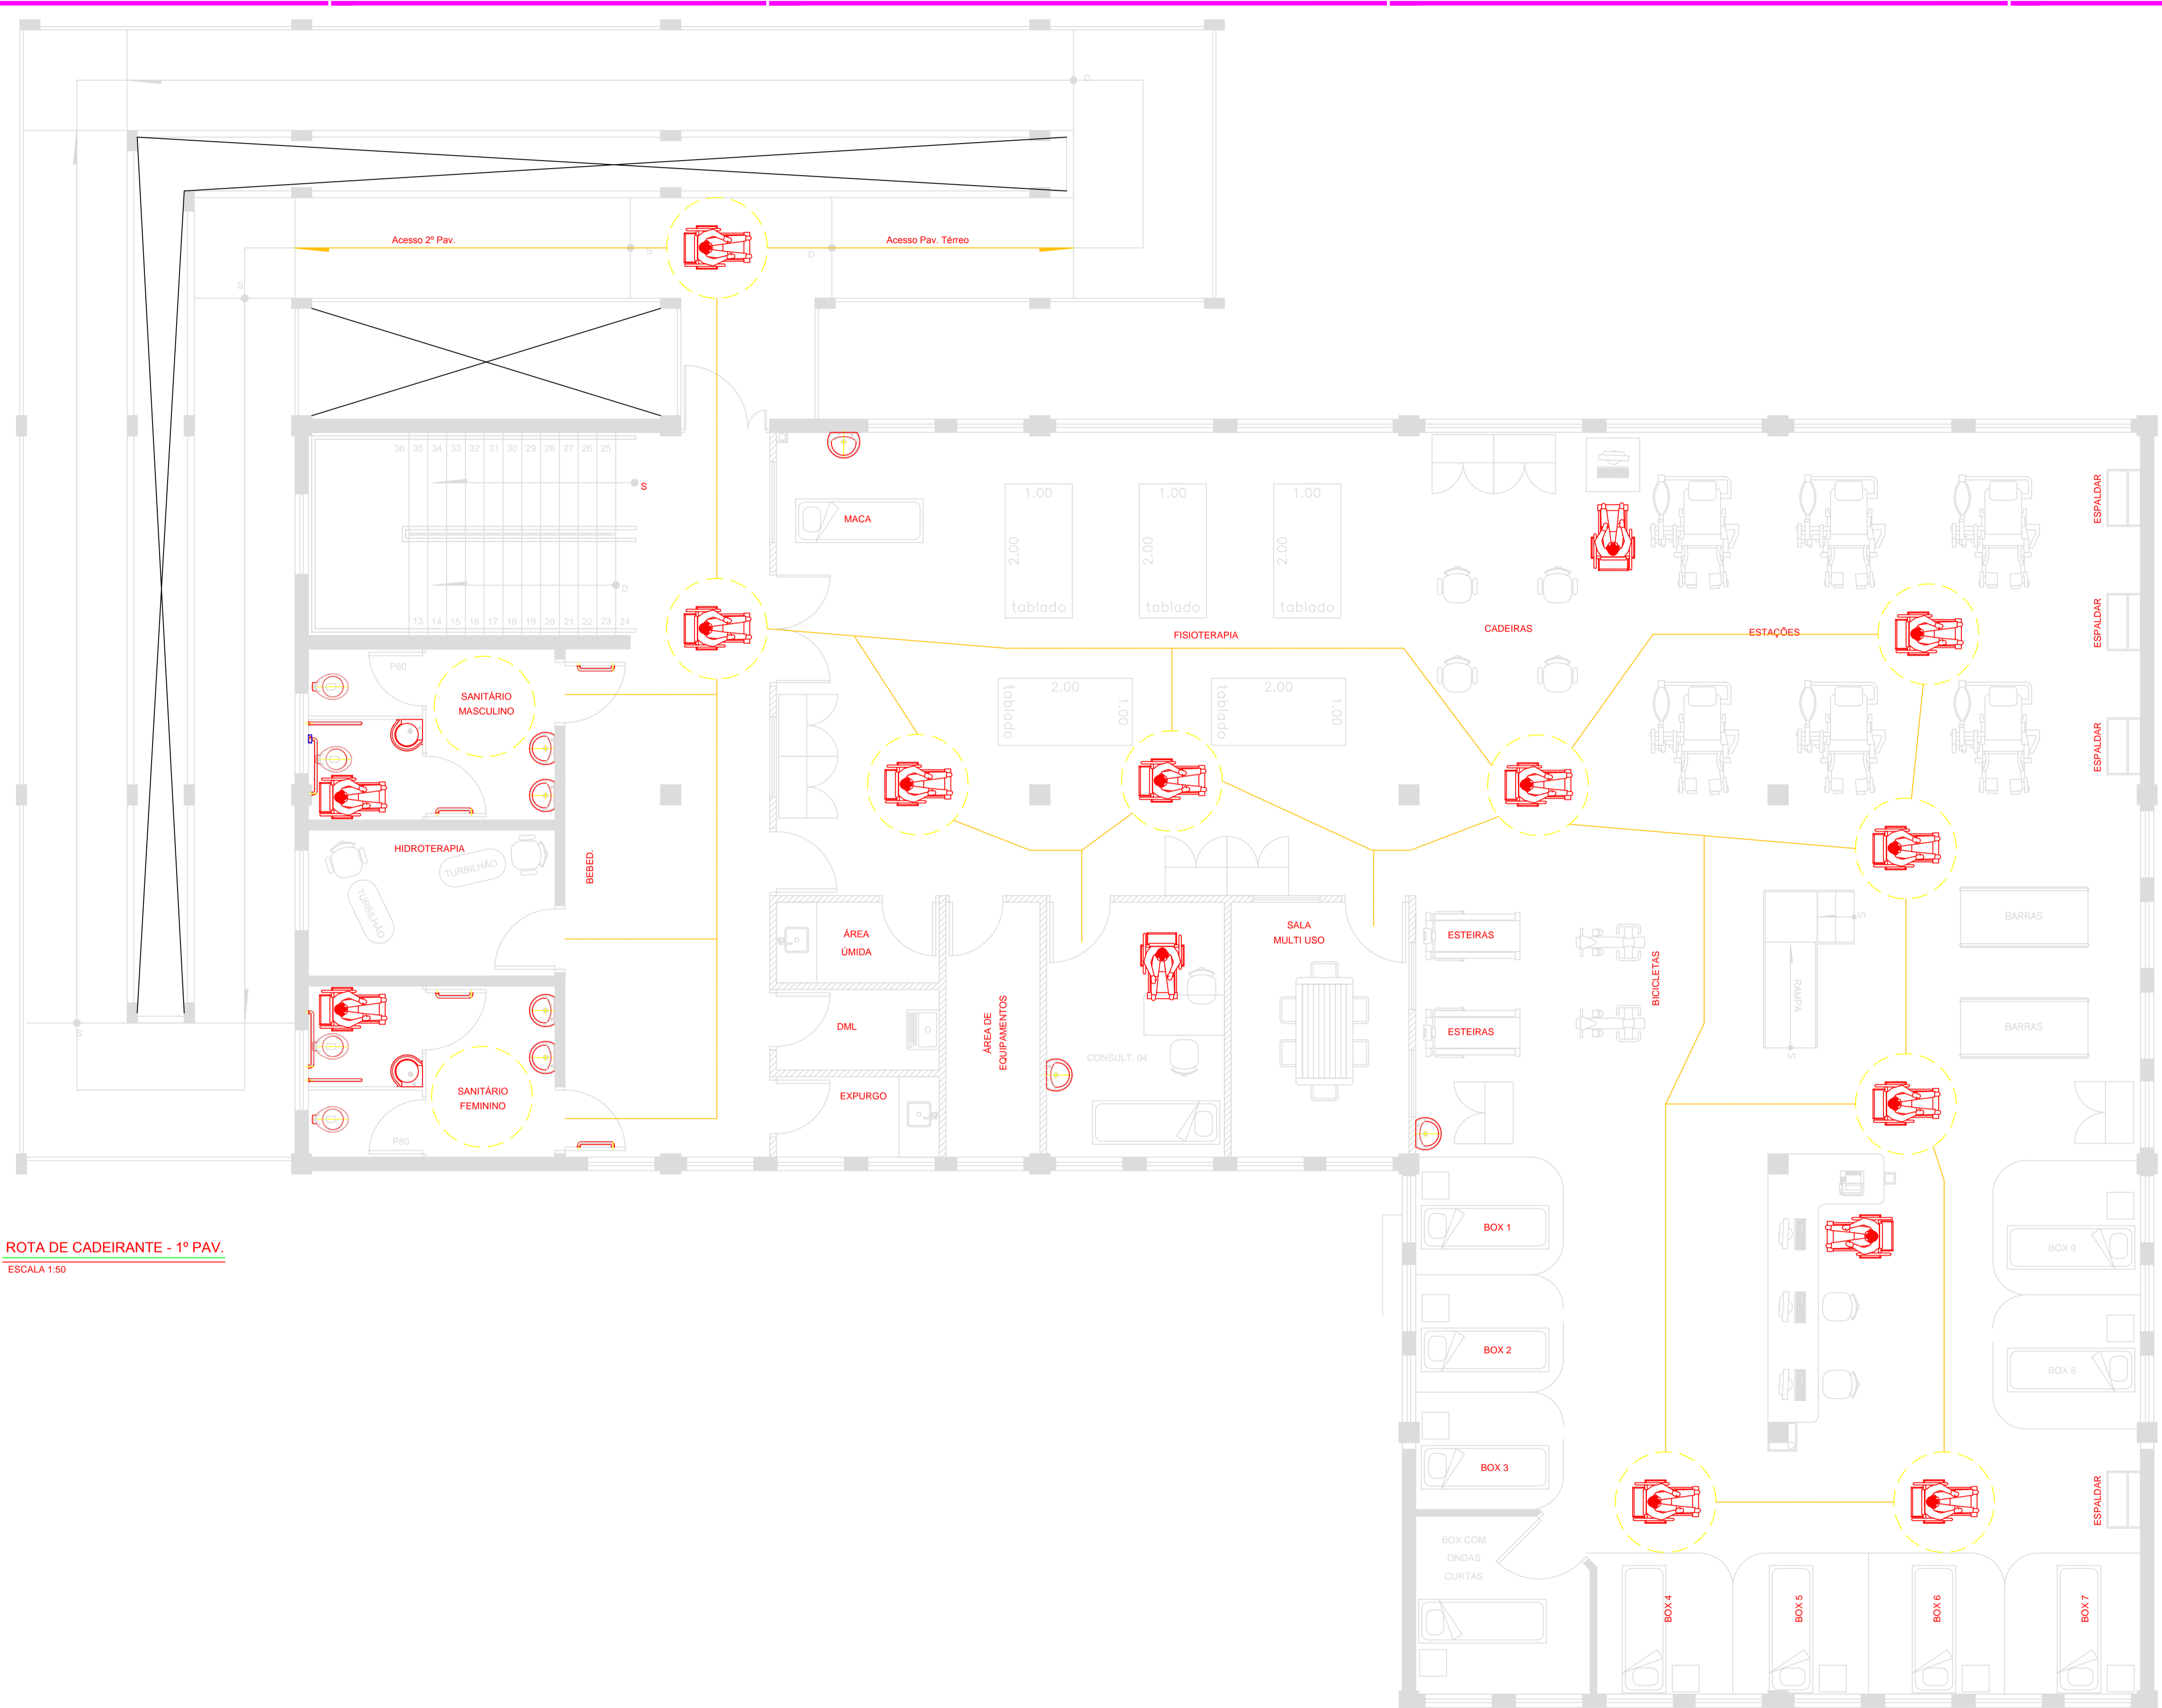 D
Acesso 2º Pav.
Acesso Pav. Térreo
S
D
S
36 35 34 33 32 31 30 29 28 27 26 25
S
D
13 14 15 16 17 18 19 20 21 22 23 24
MACA
1.00
2.00
tablado
1.00
2.00
tablado
1.00
2.00
tablado
ESPALDAR
ESPALDAR
ESPALDAR
FISIOTERAPIA
CADEIRAS
ESTAÇÕES
P80
SANITÁRIO
MASCULINO
2.00
1.00
tablado
2.00
1.00
tablado
HIDROTERAPIA
TURBILHÃO
TURBILHÃO
BEBED.
ÁREA
ÚMIDA
SALA
MULTI USO
ESTEIRAS
BICICLETAS
S
RAMPA
S
BARRAS
BARRAS
DML
ÁREA DE
EQUIPAMENTOS
ESTEIRAS
CONSULT. 04
S
SANITÁRIO
FEMININO
EXPURGO
P80
BOX 1
BOX 9
BOX 2
BOX 8
BOX 3
ESPALDAR
BOX COM
ONDAS
CURTAS
BOX 4
BOX 5
BOX 6
BOX 7
ROTA DE CADEIRANTE - 1º PAV.
ESCALA 1:50